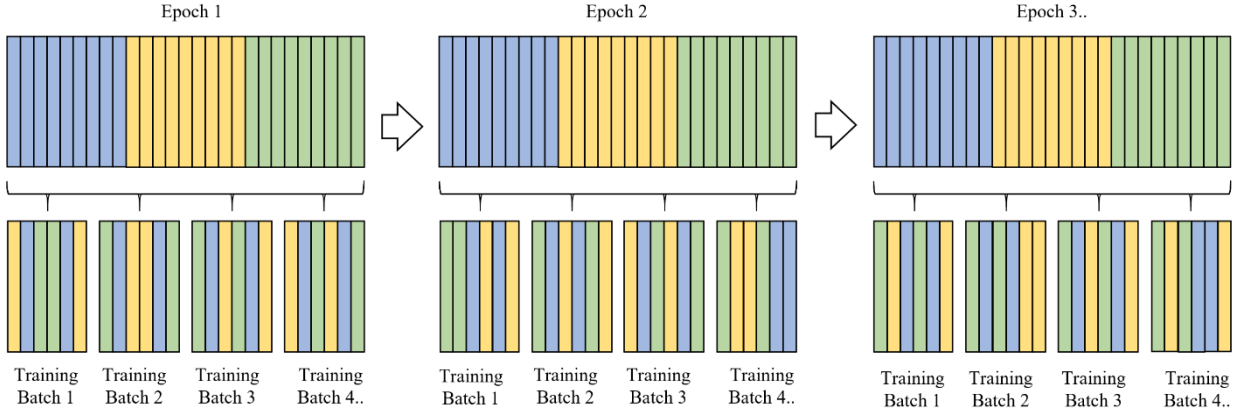 Epoch 1
Epoch 2
Epoch 3..
Training
Batch 1
Training
Batch 2
Training
Batch 3
Training
Batch 4..
Training
Batch 1
Training
Batch 2
Training
Batch 3
Training
Batch 4..
Training
Batch 1
Training
Batch 2
Training
Batch 3
Training
Batch 4..